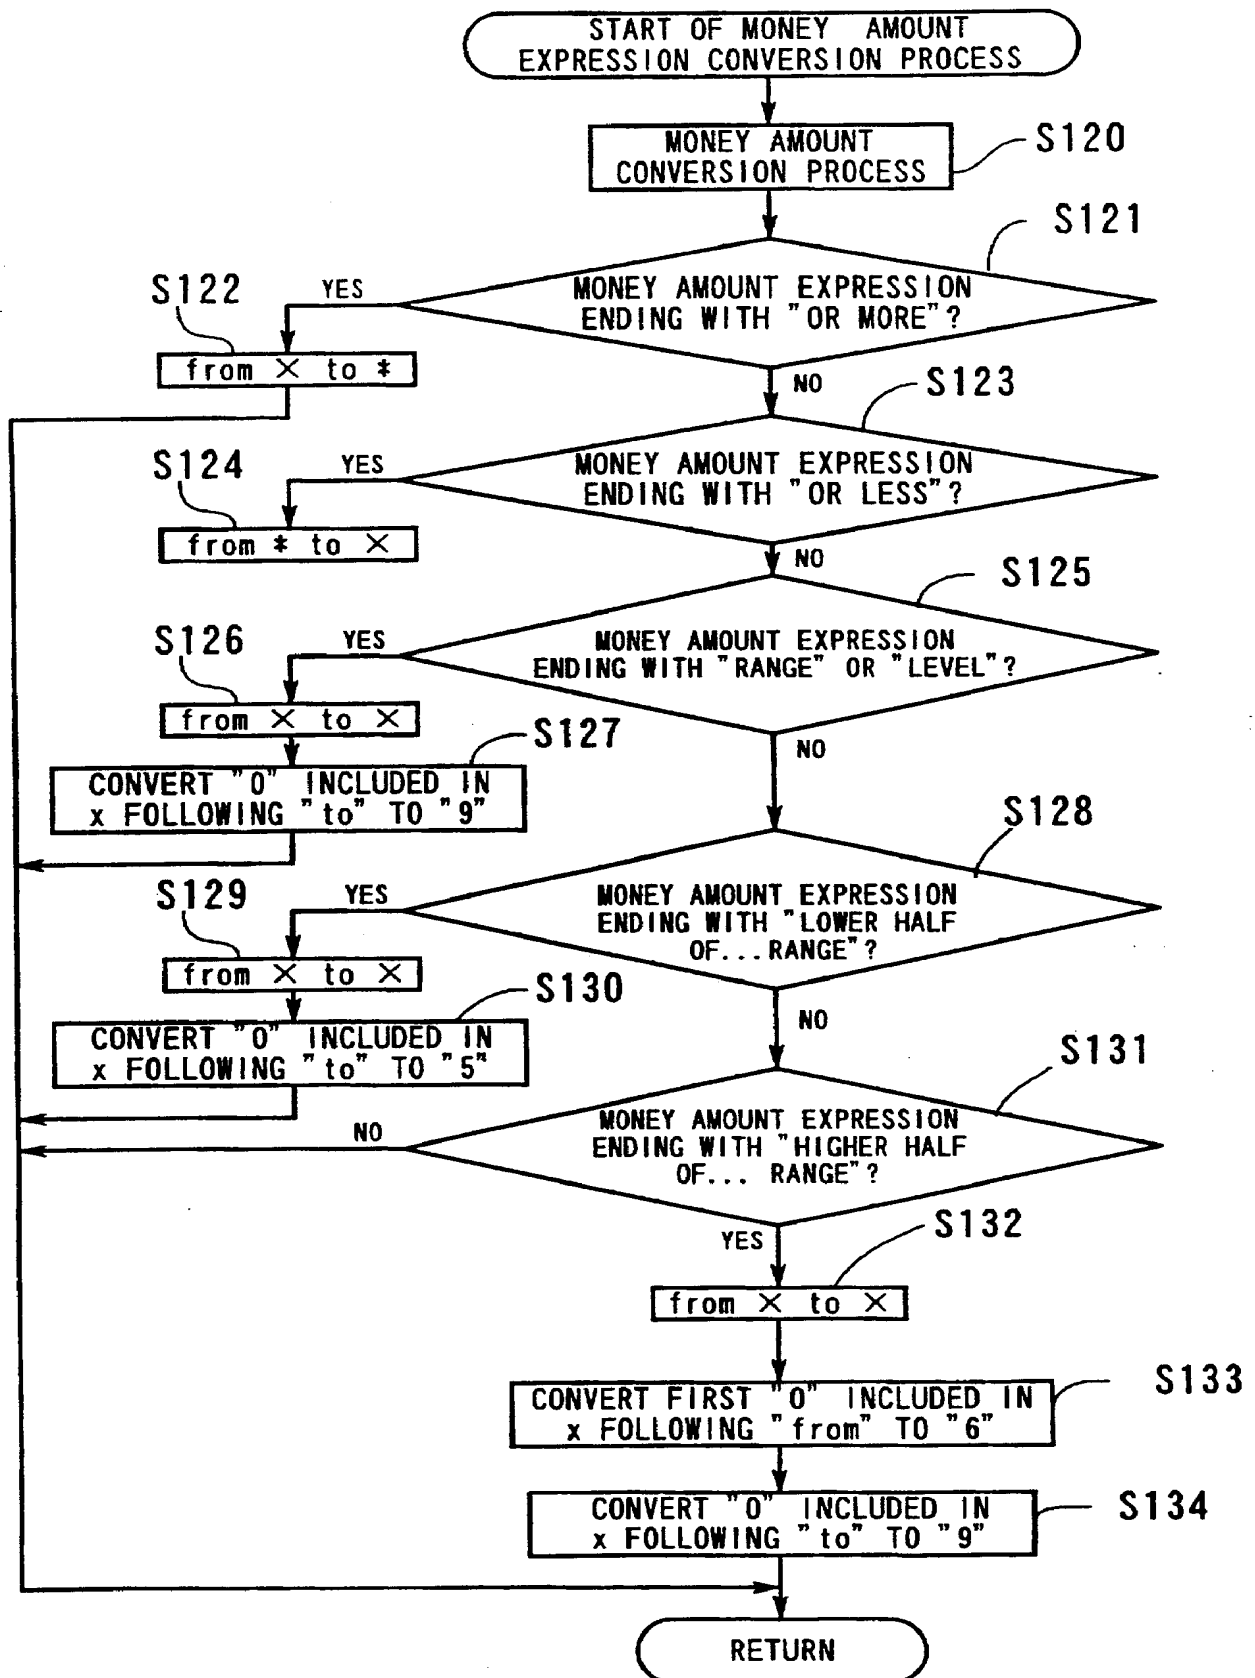 START OF MONEY AMOUNT
EXPRESSION CONVERSION PROCESS
MONEY AMOUNT
CONVERSION PROCESS
S120
S121
MONEY AMOUNT EXPRESSION
ENDING WITH "OR MORE"?
YES
S122
from × to *
NO
S123
MONEY AMOUNT EXPRESSION
ENDING WITH "OR LESS"?
YES
S124
from * to ×
NO
S125
MONEY AMOUNT EXPRESSION
ENDING WITH "RANGE" OR "LEVEL"?
YES
S126
from × to ×
S127
CONVERT "0" INCLUDED IN
x FOLLOWING "to" TO "9"
NO
S128
MONEY AMOUNT EXPRESSION
ENDING WITH "LOWER HALF
OF...RANGE"?
YES
S129
from × to ×
S130
CONVERT "0" INCLUDED IN
x FOLLOWING "to" TO "5"
NO
S131
MONEY AMOUNT EXPRESSION
ENDING WITH "HIGHER HALF
OF... RANGE"?
NO
YES
S132
from × to ×
S133
CONVERT FIRST "0" INCLUDED IN
x FOLLOWING "from" TO "6"
S134
CONVERT "0" INCLUDED IN
x FOLLOWING "to" TO "9"
RETURN